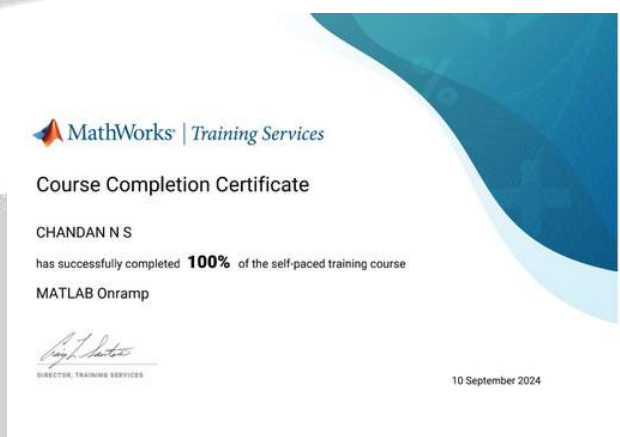 MathWorks® | Training Services
Course Completion Certificate
CHANDAN N S
has successfully completed 100% of the self-paced training course
MATLAB Onramp
DIRECTOR, TRAINING SERVICES
10 September 2024